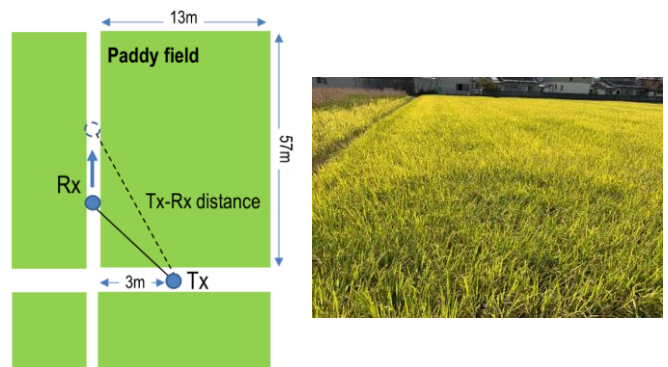 13m
Paddy field
57m
Rx
Tx-Rx distance
3m
Tx